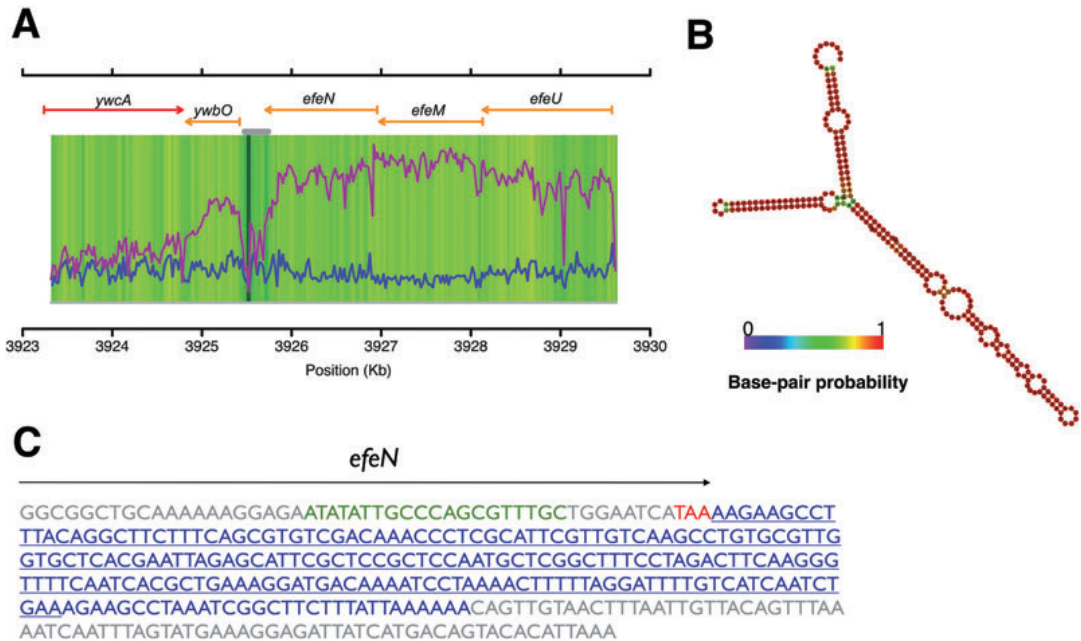 A
B
ywcA
ywbO
efeN
efeM
efeU
3923
3924
3925
3926
3927
3928
3929
3930
Position (Kb)
0
1
Base-pair probability
C
efeN
GGCGGCTGCAAAAAAGGAGAATATATTGCCCAGCGTTTGCTGGAATCATAAAAGAAGCCT
TTACAGGCTTCTTTCAGCGTGTCGACAAACCCTCGCATTCGTTGTCAAGCCTGTGCGTTG
GTGCTCACGAATTAGAGCATTCGCTCCGCTCCAATGCTCGGCTTTCCTAGACTTCAAGGG
TTTTCAATCACGCTGAAAGGATGACAAAATCCTAAAACTTTTTAGGATTTTGTCATCAATCT
GAAAGAAGCCTAAATCGGCTTCTTTATTAAAAAACAGTTGTAACTTTAATTGTTACAGTTTAA
AATCAATTTAGTATGAAAGGAGATTATCATGACAGTACACATTAAA